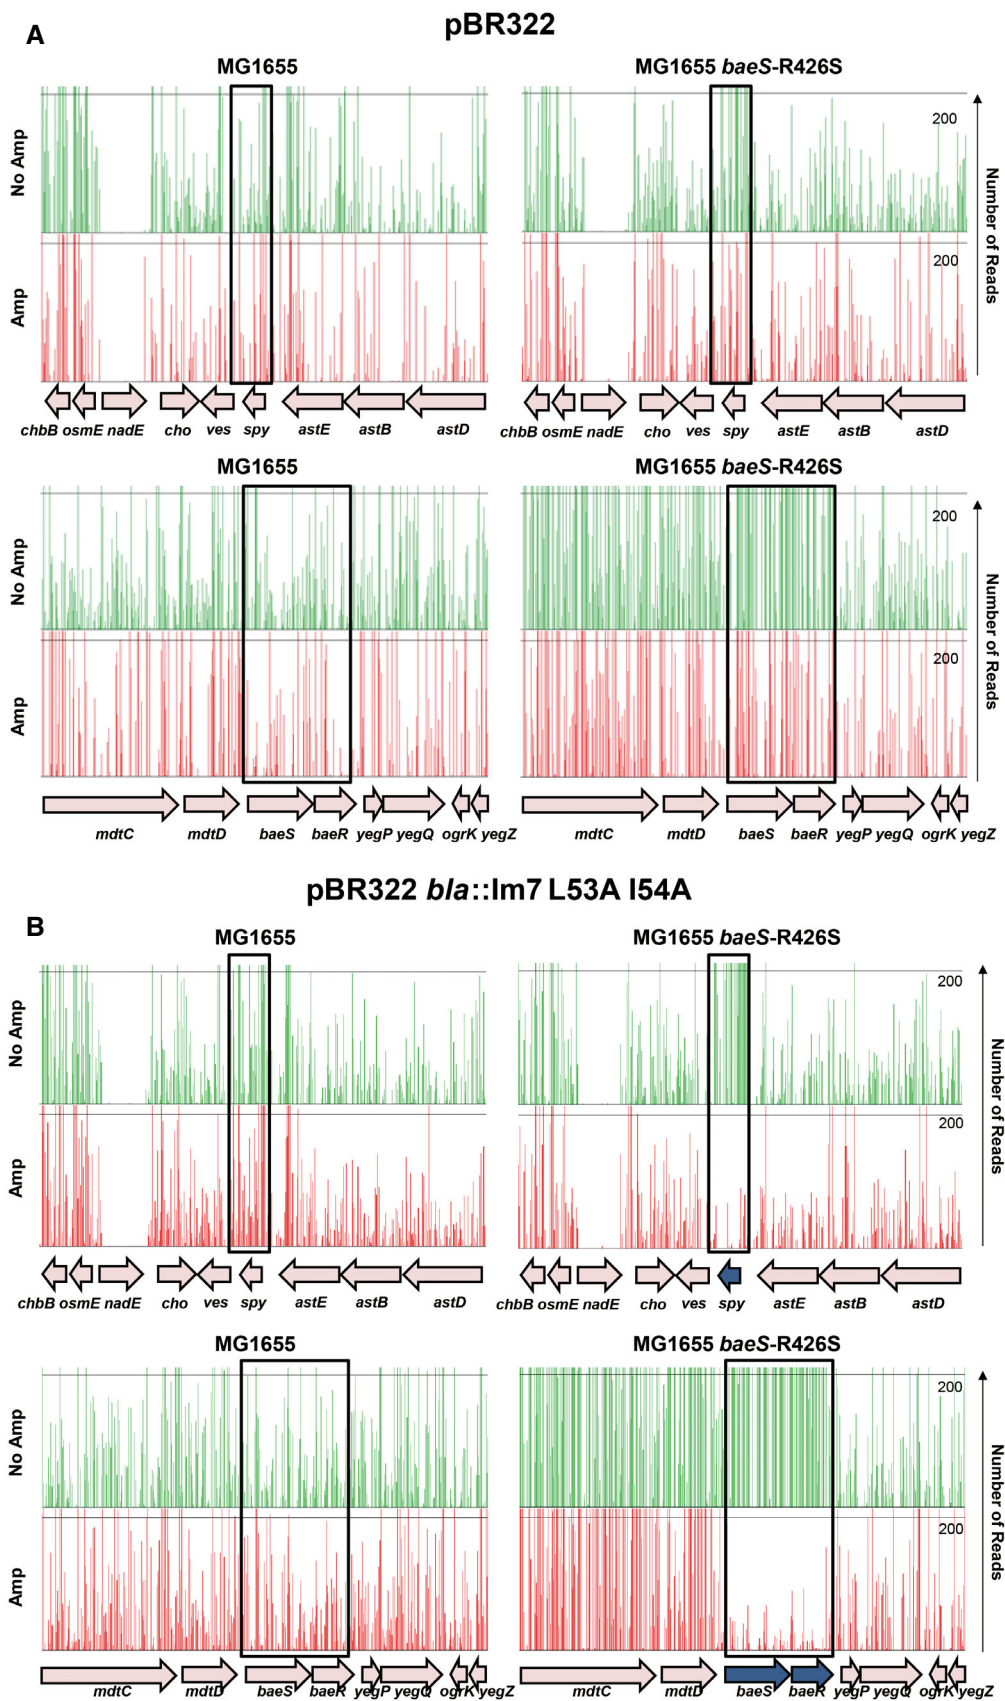 pBR322
A
MG1655 MG1655 baeS-R426S
No Amp
200
Number of Reads
Amp
200
chbB osmE nadE cho ves spy astE astB astD chbB osmE nadE cho ves spy astE astB astD
MG1655 MG1655 baeS-R426S
No Amp
200
Number of Reads
Amp
200
mdtC mdtD baeS baeR yegP yegQ ogrK yegZ mdtC mdtD baeS baeR yegP yegQ ogrK yegZ
pBR322 bla::Im7 L53A I54A
B
MG1655 MG1655 baeS-R426S
No Amp
200
Number of Reads
Amp
200
chbB osmE nadE cho ves spy astE astB astD chbB osmE nadE cho ves spy astE astB astD
MG1655 MG1655 baeS-R426S
No Amp
200
Number of Reads
Amp
200
mdtC mdtD baeS baeR yegP yegQ ogrK yegZ mdtC mdtD baeS baeR yegP yegQ ogrK yegZ